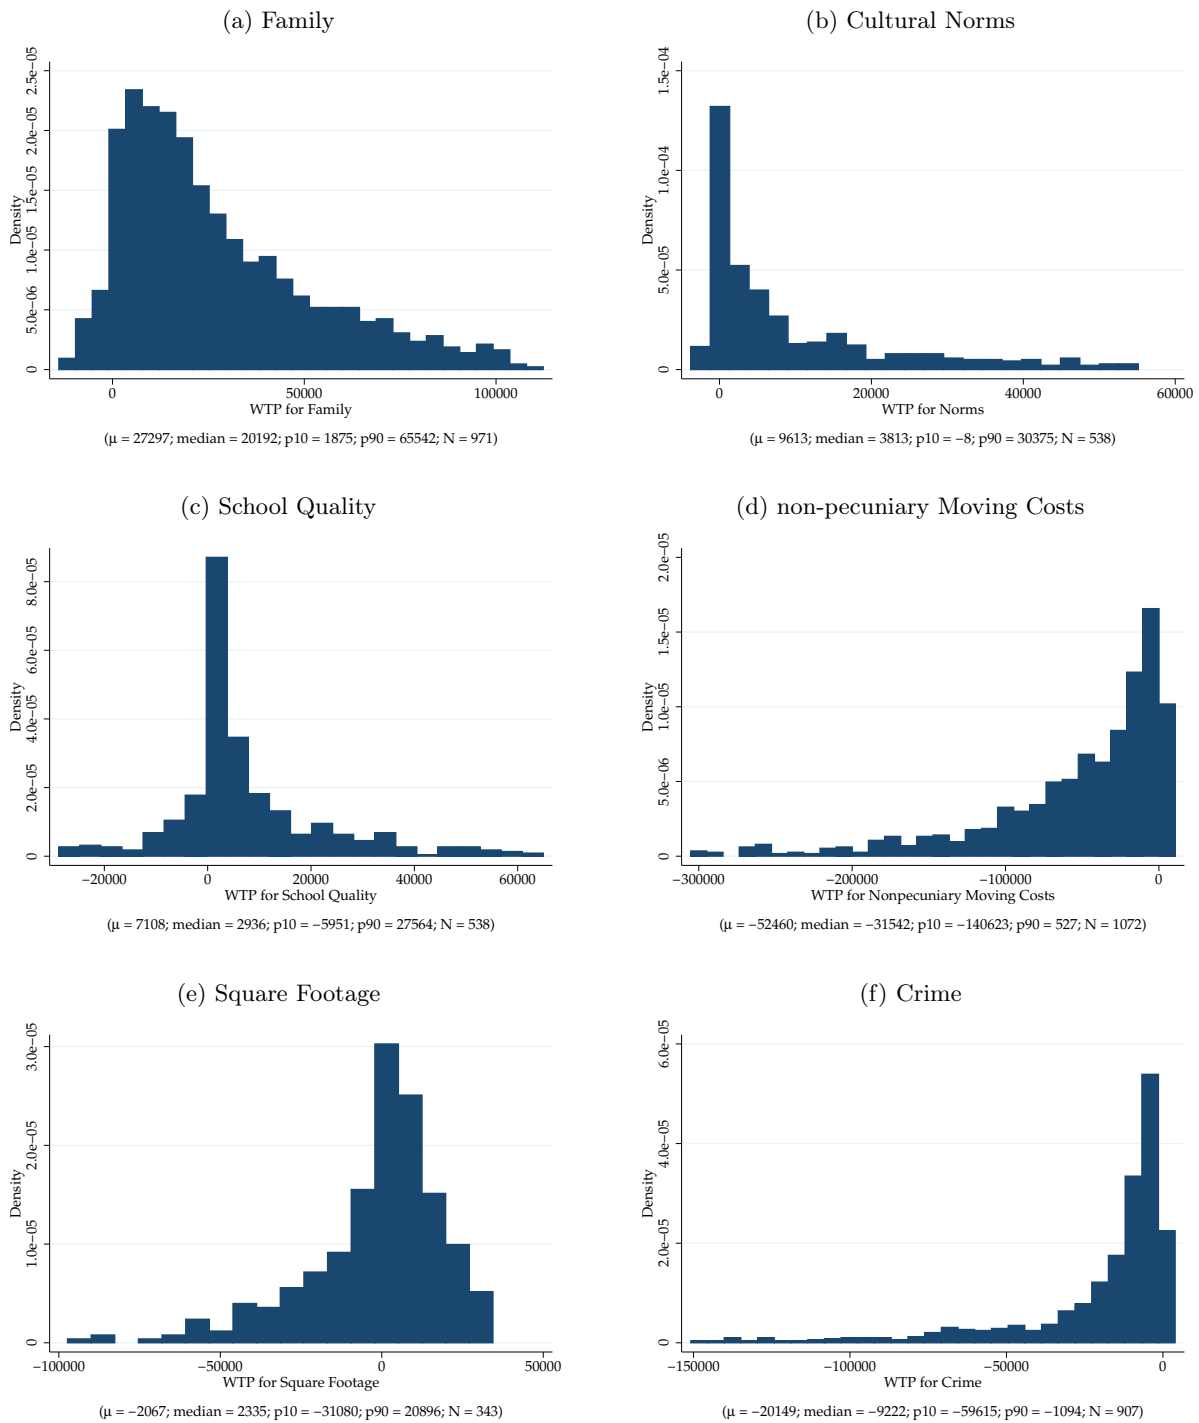 (a) Family
2.5e−05
2.0e−05
1.5e−05
1.0e−05
5.0e−06
0
Density
0 50000 100000
WTP for Family
(μ = 27297; median = 20192; p10 = 1875; p90 = 65542; N = 971)
(b) Cultural Norms
1.5e−04
1.0e−04
5.0e−05
0
Density
0 20000 40000 60000
WTP for Norms
(μ = 9613; median = 3813; p10 = −8; p90 = 30375; N = 538)
(c) School Quality
8.0e−05
6.0e−05
4.0e−05
2.0e−05
0
Density
−20000 0 20000 40000 60000
WTP for School Quality
(μ = 7108; median = 2936; p10 = −5951; p90 = 27564; N = 538)
(d) non-pecuniary Moving Costs
2.0e−05
1.5e−05
1.0e−05
5.0e−06
0
Density
−300000 −200000 −100000 0
WTP for Nonpecuniary Moving Costs
(μ = −52460; median = −31542; p10 = −140623; p90 = 527; N = 1072)
(e) Square Footage
3.0e−05
2.0e−05
1.0e−05
0
Density
−100000 −50000 0 50000
WTP for Square Footage
(μ = −2067; median = 2335; p10 = −31080; p90 = 20896; N = 343)
(f) Crime
6.0e−05
4.0e−05
2.0e−05
0
Density
−150000 −100000 −50000 0
WTP for Crime
(μ = −20149; median = −9222; p10 = −59615; p90 = −1094; N = 907)